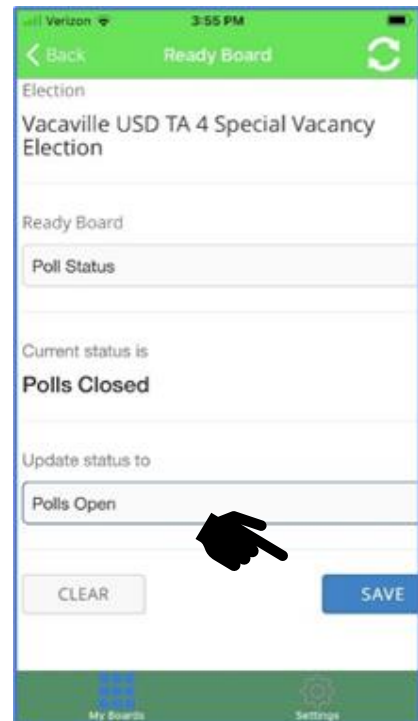 Verizon 3:55 PM
Back Ready Board
Election
Vacaville USD TA 4 Special Vacancy
Election
Ready Board
Poll Status
Current status is
Polls Closed
Update status to
Polls Open
CLEAR SAVE
My Boards Settings